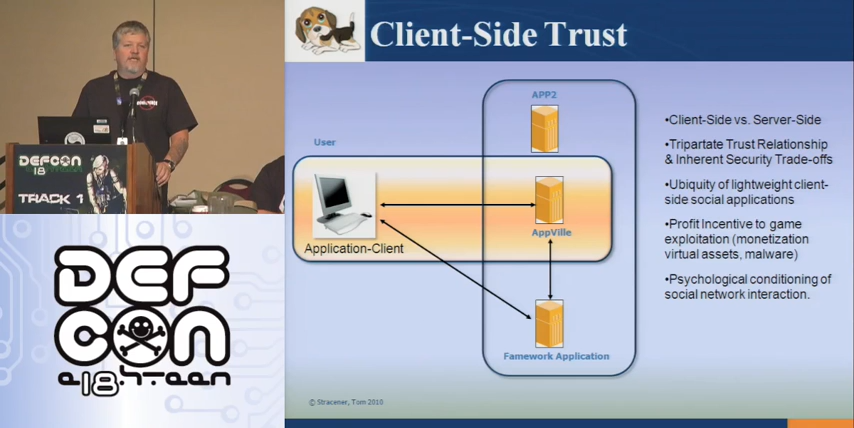 Client-Side Trust
APP2
User
AppVille
Application-Client
Famework Application
•Client-Side vs. Server-Side
•Tripartate Trust Relationship
& Inherent Security Trade-offs
•Ubiquity of lightweight client-
side social applications
•Profit Incentive to game
exploitation (monetization
virtual assets, malware)
•Psychological conditioning of
social network interaction.
© Stracener, Tom 2010
DEFCON
18
TRACK 1
DEF
CON
e18hteen